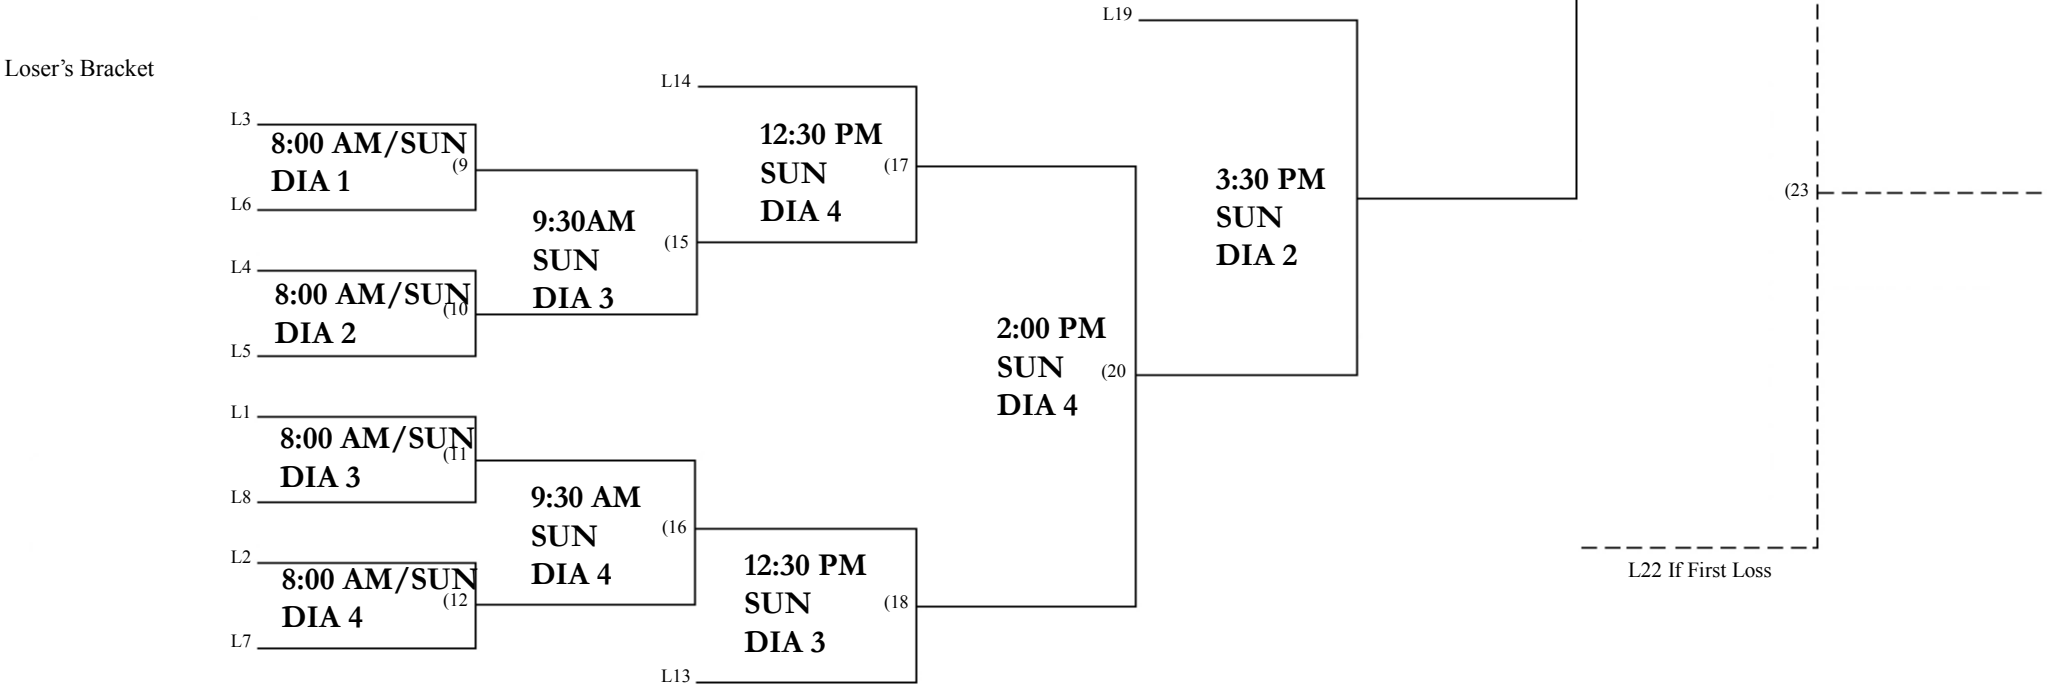 L19
Loser’s Bracket
L14
L3
8:00 AM/SUN
(9
DIA 1
L6
12:30 PM
SUN
DIA 4
(17
9:30AM
SUN
DIA 3
(15
L4
8:00 AM/SUN
(10
DIA 2
L5
3:30 PM
SUN
DIA 2
(23
2:00 PM
SUN
DIA 4
(20
L1
8:00 AM/SUN
(11
DIA 3
L8
9:30 AM
SUN
DIA 4
(16
L2
8:00 AM/SUN
(12
DIA 4
L7
12:30 PM
SUN
DIA 3
(18
L13
L22 If First Loss